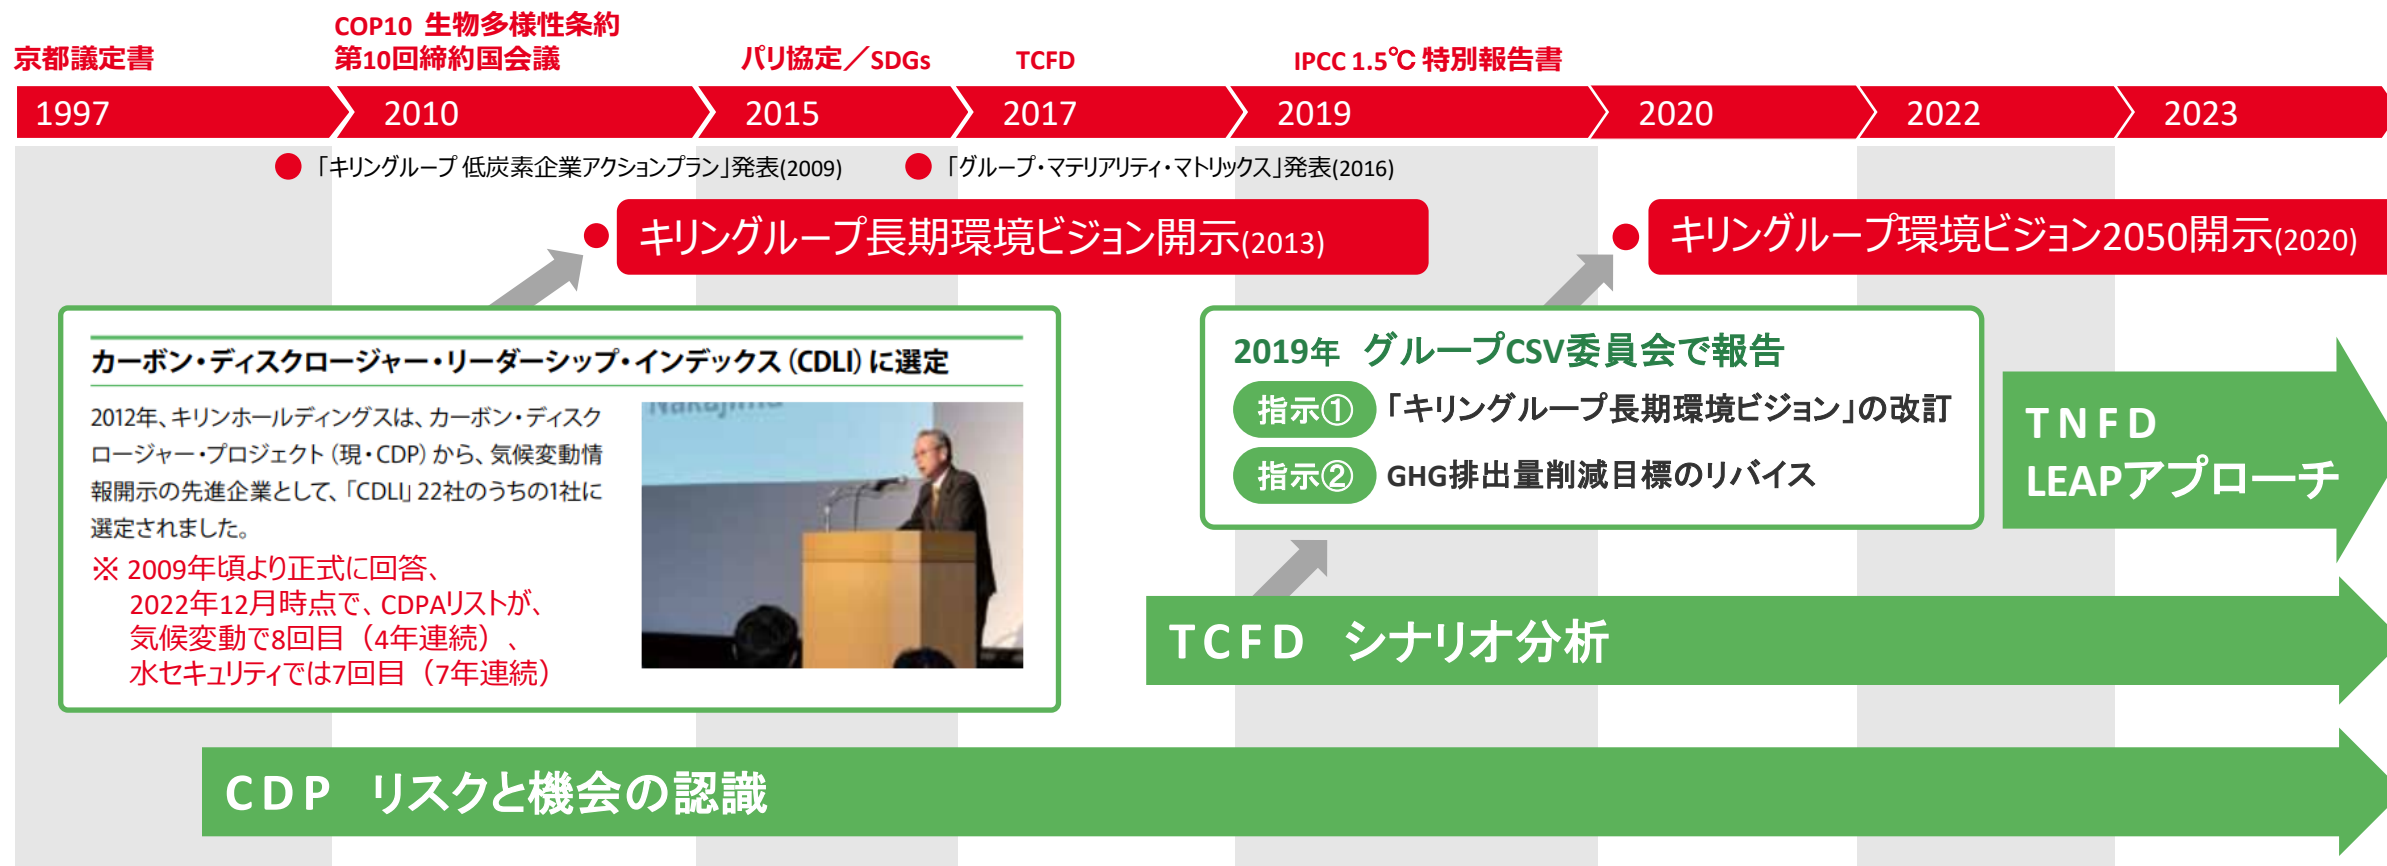 京都議定書
COP10 生物多様性条約
第10回締約国会議
パリ協定／SDGs
TCFD
IPCC 1.5℃ 特別報告書
1997
2010
2015
2017
2019
2020
2022
2023
「キリングループ 低炭素企業アクションプラン」発表(2009)
「グループ・マテリアリティ・マトリックス」発表(2016)
キリングループ長期環境ビジョン開示(2013)
キリングループ環境ビジョン2050開示(2020)
カーボン・ディスクロージャー・リーダーシップ・インデックス（CDLI）に選定
2012年、キリンホールディングスは、カーボン・ディスク
ロージャー・プロジェクト（現・CDP）から、気候変動情
報開示の先進企業として、「CDLI」22社のうちの1社に
選定されました。
※ 2009年頃より正式に回答、
2022年12月時点で、CDPAリストが、
気候変動で8回目（4年連続）、
水セキュリティでは7回目（7年連続）
Nakajima
2019年 グループCSV委員会で報告
指示① 「キリングループ長期環境ビジョン」の改訂
指示② GHG排出量削減目標のリバイス
TNFD
LEAPアプローチ
TCFD シナリオ分析
CDP リスクと機会の認識